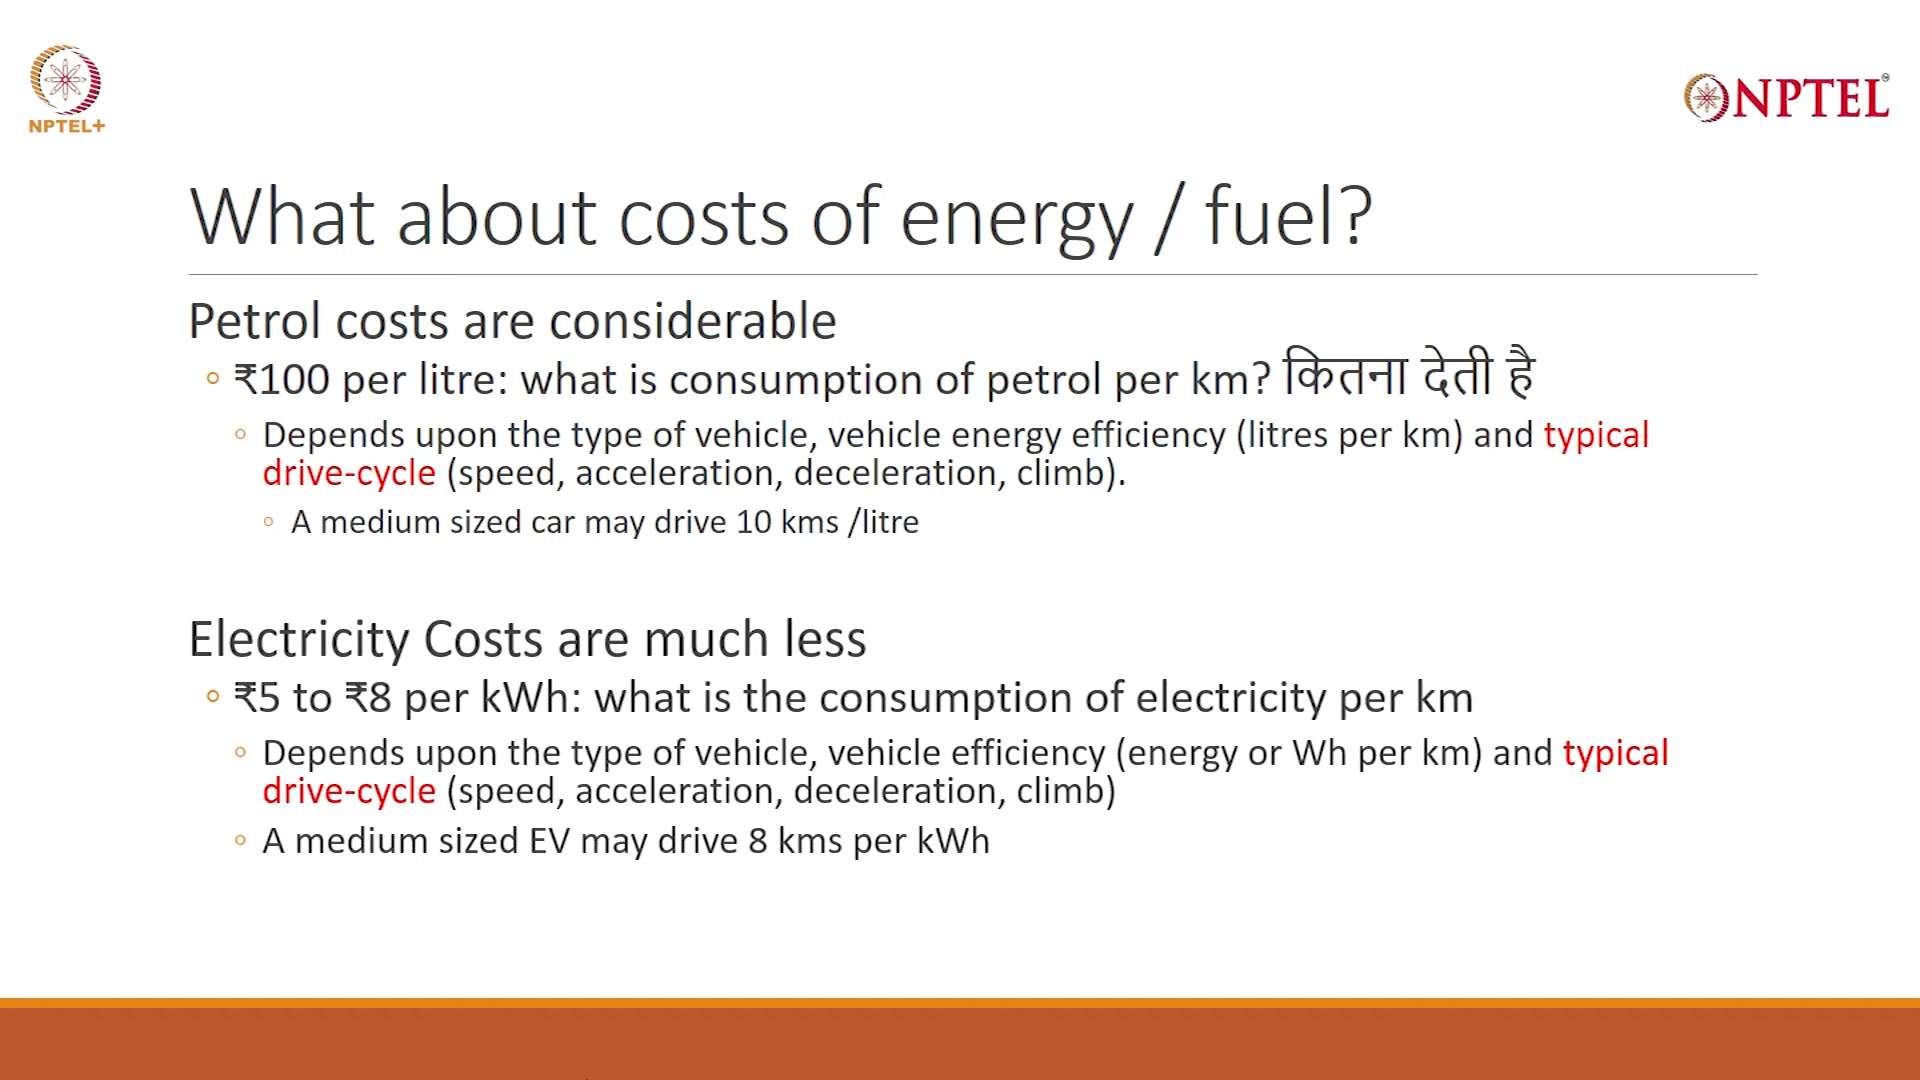 NPTEL+
NPTEL
What about costs of energy / fuel?
Petrol costs are considerable
◦ ₹100 per litre: what is consumption of petrol per km? कितना देती है
◦ Depends upon the type of vehicle, vehicle energy efficiency (litres per km) and typical
drive-cycle (speed, acceleration, deceleration, climb).
◦ A medium sized car may drive 10 kms /litre
Electricity Costs are much less
◦ ₹5 to ₹8 per kWh: what is the consumption of electricity per km
◦ Depends upon the type of vehicle, vehicle efficiency (energy or Wh per km) and typical
drive-cycle (speed, acceleration, deceleration, climb)
◦ A medium sized EV may drive 8 kms per kWh